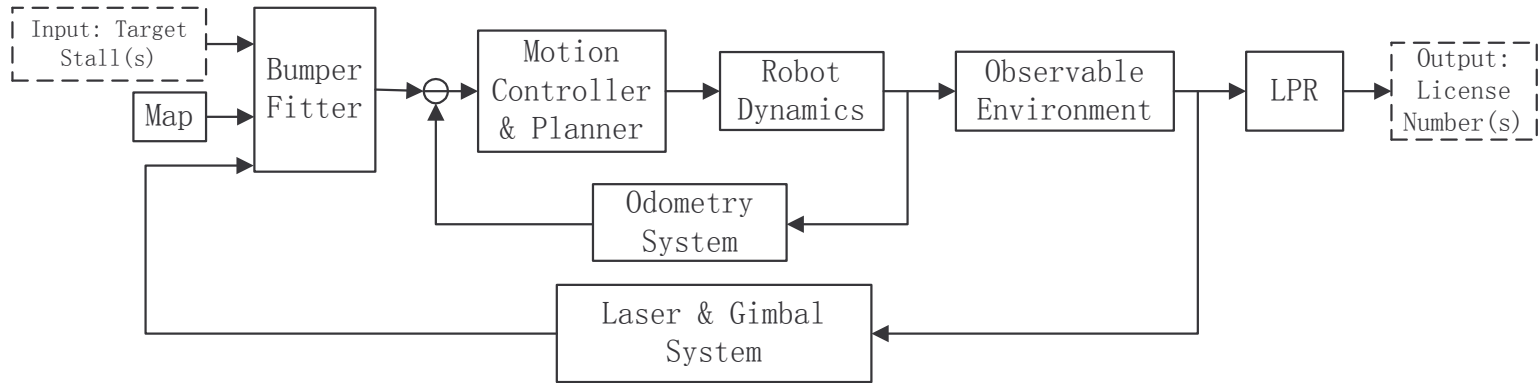 Input: Target
Stall(s)
Map
Bumper
Fitter
Motion
Controller
& Planner
Robot
Dynamics
Observable
Environment
LPR
Output:
License
Number(s)
Odometry
System
Laser & Gimbal
System